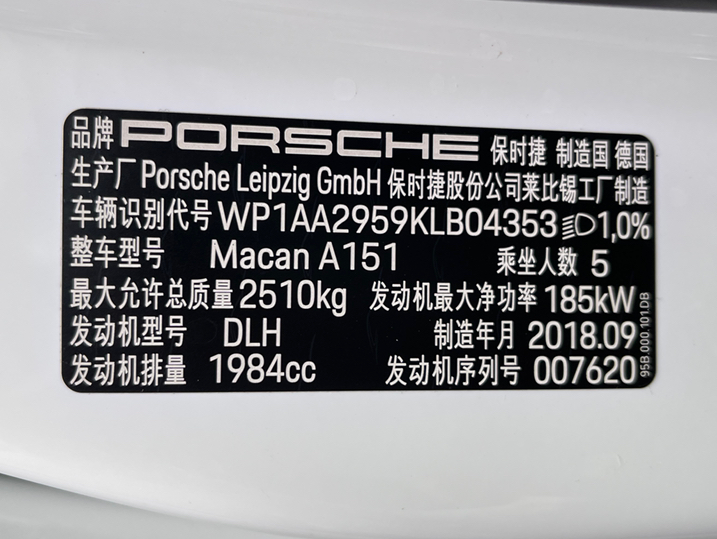 品牌 PORSCHE 保时捷 制造国 德国
生产厂 Porsche Leipzig GmbH 保时捷股份公司莱比锡工厂制造
车辆识别代号 WP1AA2959KLB04353 1,0%
整车型号 Macan A151 乘坐人数 5
最大允许总质量 2510kg 发动机最大净功率 185kW
发动机型号 DLH 制造年月 2018.09
发动机排量 1984cc 发动机序列号 007620
95B.000.101.DB